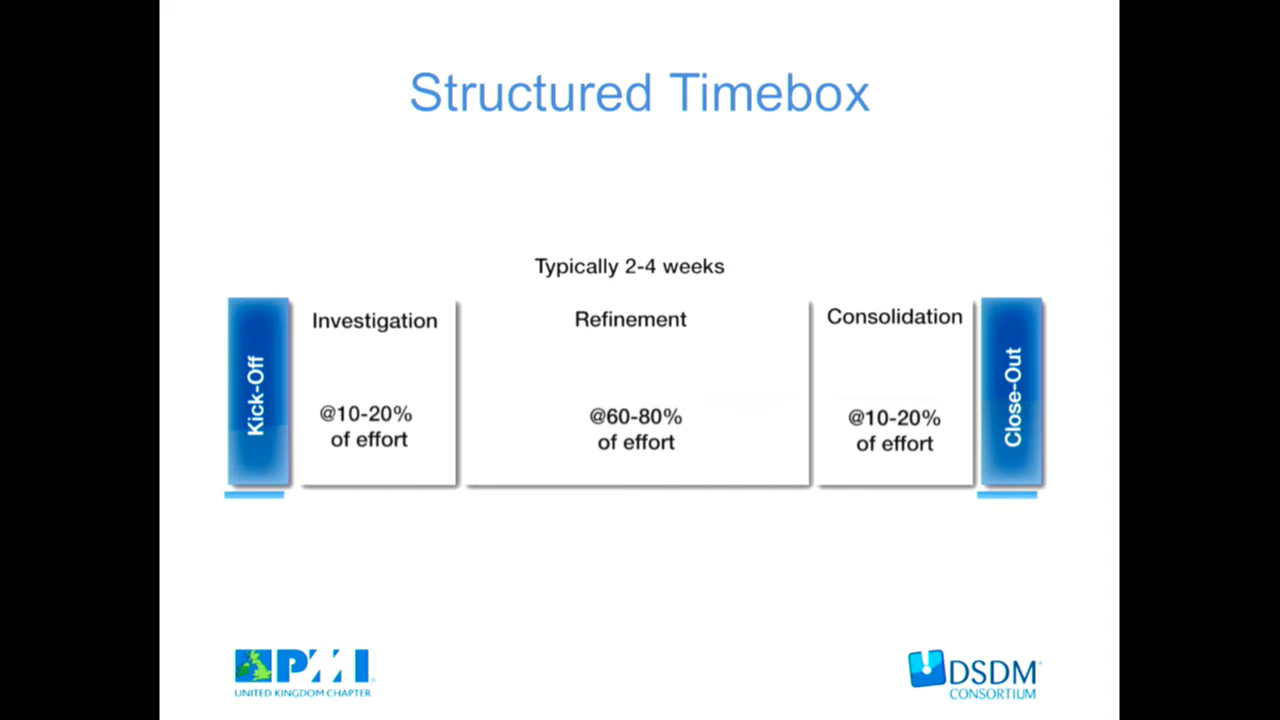 Structured Timebox
Typically 2-4 weeks
Kick-Off
Investigation
@10-20%
of effort
Refinement
@60-80%
of effort
Consolidation
@10-20%
of effort
Close-Out
PMI
UNITED KINGDOM CHAPTER
DSDM
CONSORTIUM